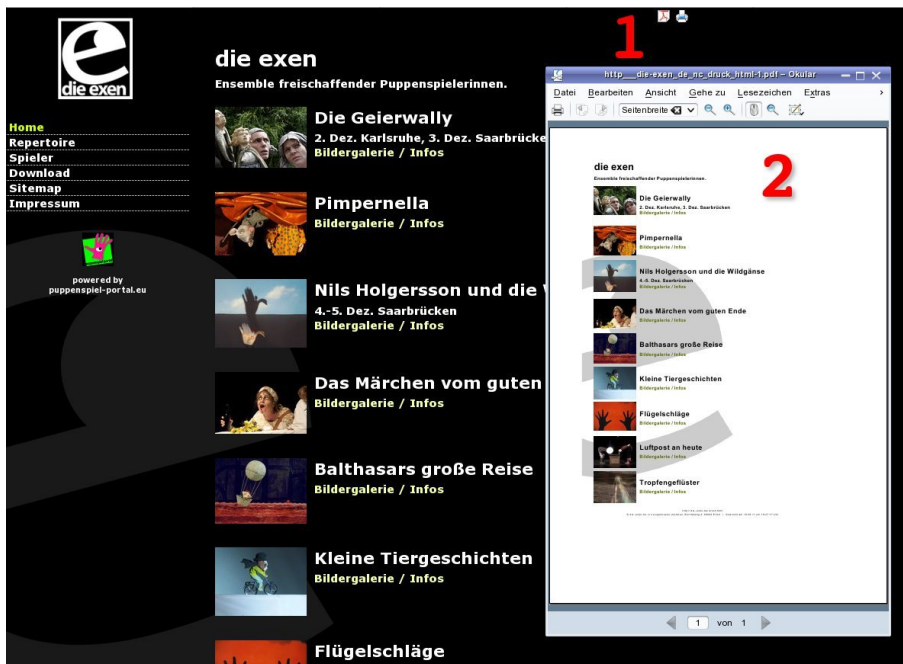 die exen
Home
Repertoire
Spieler
Download
Sitemap
Impressum
powered by
puppenspiel-portal.eu
die exen
Ensemble freischaffender Puppenspielerinnen.
Die Geierwally
2. Dez. Karlsruhe, 3. Dez. Saarbrücke
Bildergalerie / Infos
Pimpernella
Bildergalerie / Infos
Nils Holgersson und die
4.-5. Dez. Saarbrücken
Bildergalerie / Infos
Das Märchen vom guten
Bildergalerie / Infos
Balthasars große Reise
Bildergalerie / Infos
Kleine Tiergeschichten
Bildergalerie / Infos
Flügelschläge
1
http___die-exen_de_nc_druck_html-1.pdf – Okular
Datei Bearbeiten Ansicht Gehe zu Lesezeichen Extras
Seitenbreite
2
die exen
Ensemble freischaffender Puppenspielerinnen.
Die Geierwally
2. Dez. Karlsruhe, 3. Dez. Saarbrücken
Bildergalerie / Infos
Pimpernella
Bildergalerie / Infos
Nils Holgersson und die Wildgänse
4.-5. Dez. Saarbrücken
Bildergalerie / Infos
Das Märchen vom guten Ende
Bildergalerie / Infos
Balthasars große Reise
Bildergalerie / Infos
Kleine Tiergeschichten
Bildergalerie / Infos
Flügelschläge
Bildergalerie / Infos
Luftpost an heute
Bildergalerie / Infos
Tropfengeflüster
Bildergalerie / Infos
1 von 1